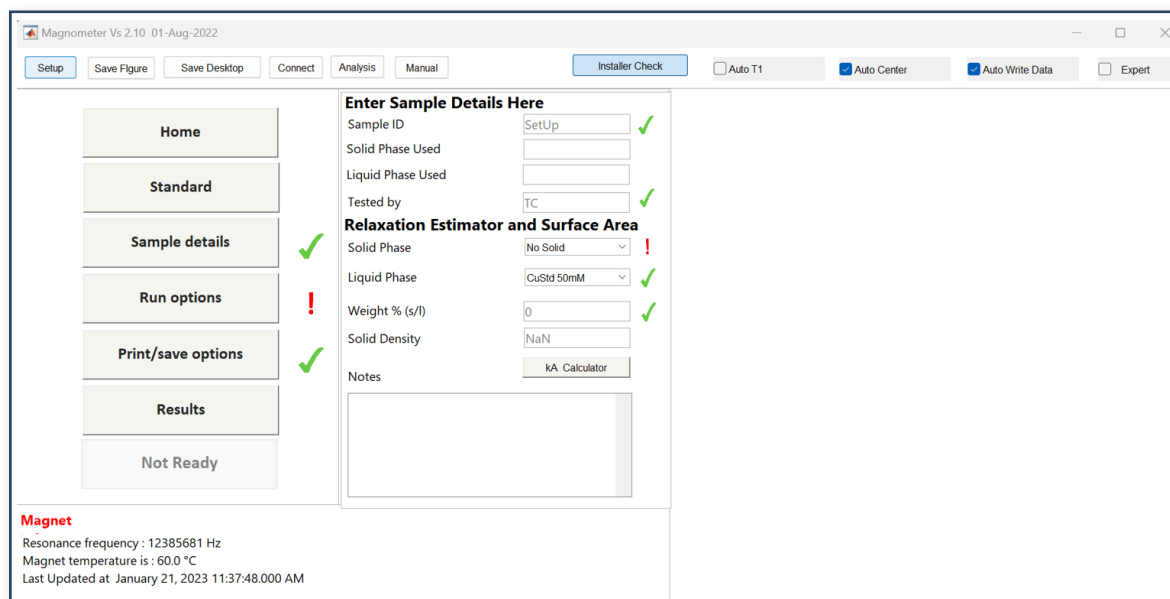 Magnometer Vs 2.10 01-Aug-2022
Setup Save FIgure Save Desktop Connect Analysis Manual Installer Check Auto T1 Auto Center Auto Write Data Expert
Home
Standard
Sample details
Run options
!
Print/save options
Results
Not Ready
Enter Sample Details Here
Sample ID SetUp
Solid Phase Used
Liquid Phase Used
Tested by TC
Relaxation Estimator and Surface Area
Solid Phase No Solid !
Liquid Phase CuStd 50mM
Weight % (s/l) 0
Solid Density NaN
kA Calculator
Notes
Magnet
Resonance frequency : 12385681 Hz
Magnet temperature is : 60.0 °C
Last Updated at January 21, 2023 11:37:48.000 AM